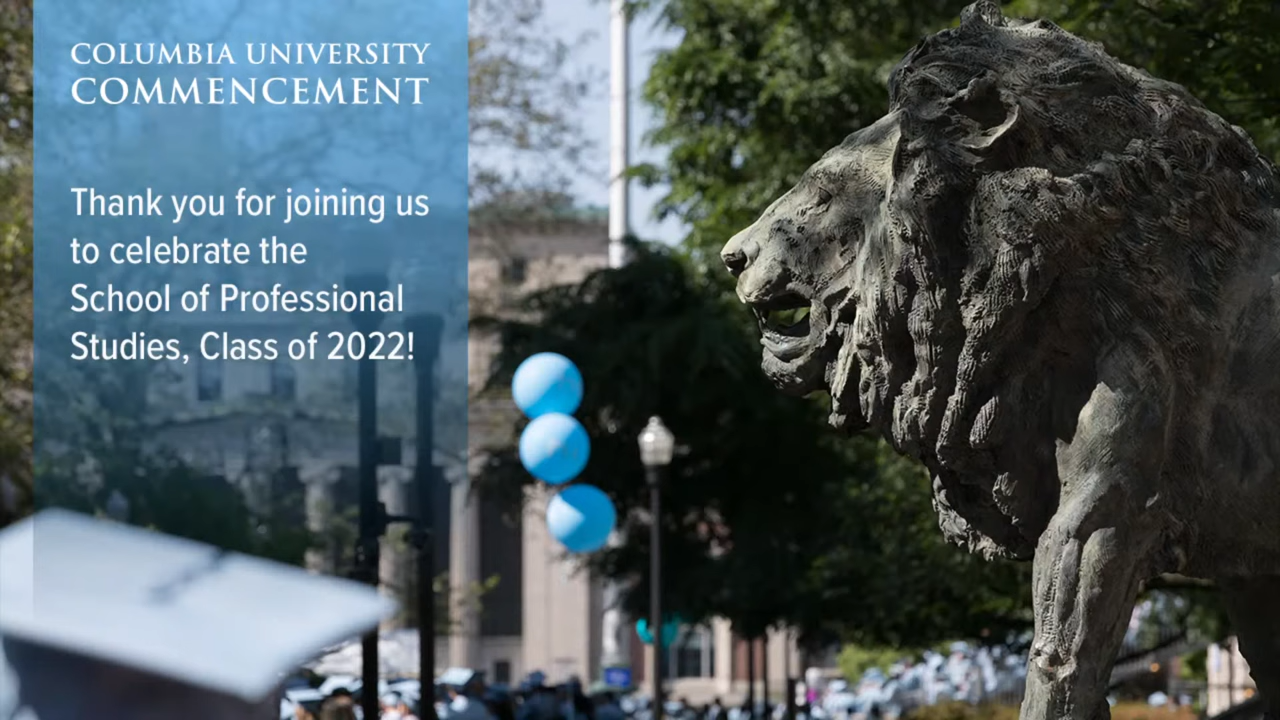 COLUMBIA UNIVERSITY
COMMENCEMENT
Thank you for joining us
to celebrate the
School of Professional
Studies, Class of 2022!